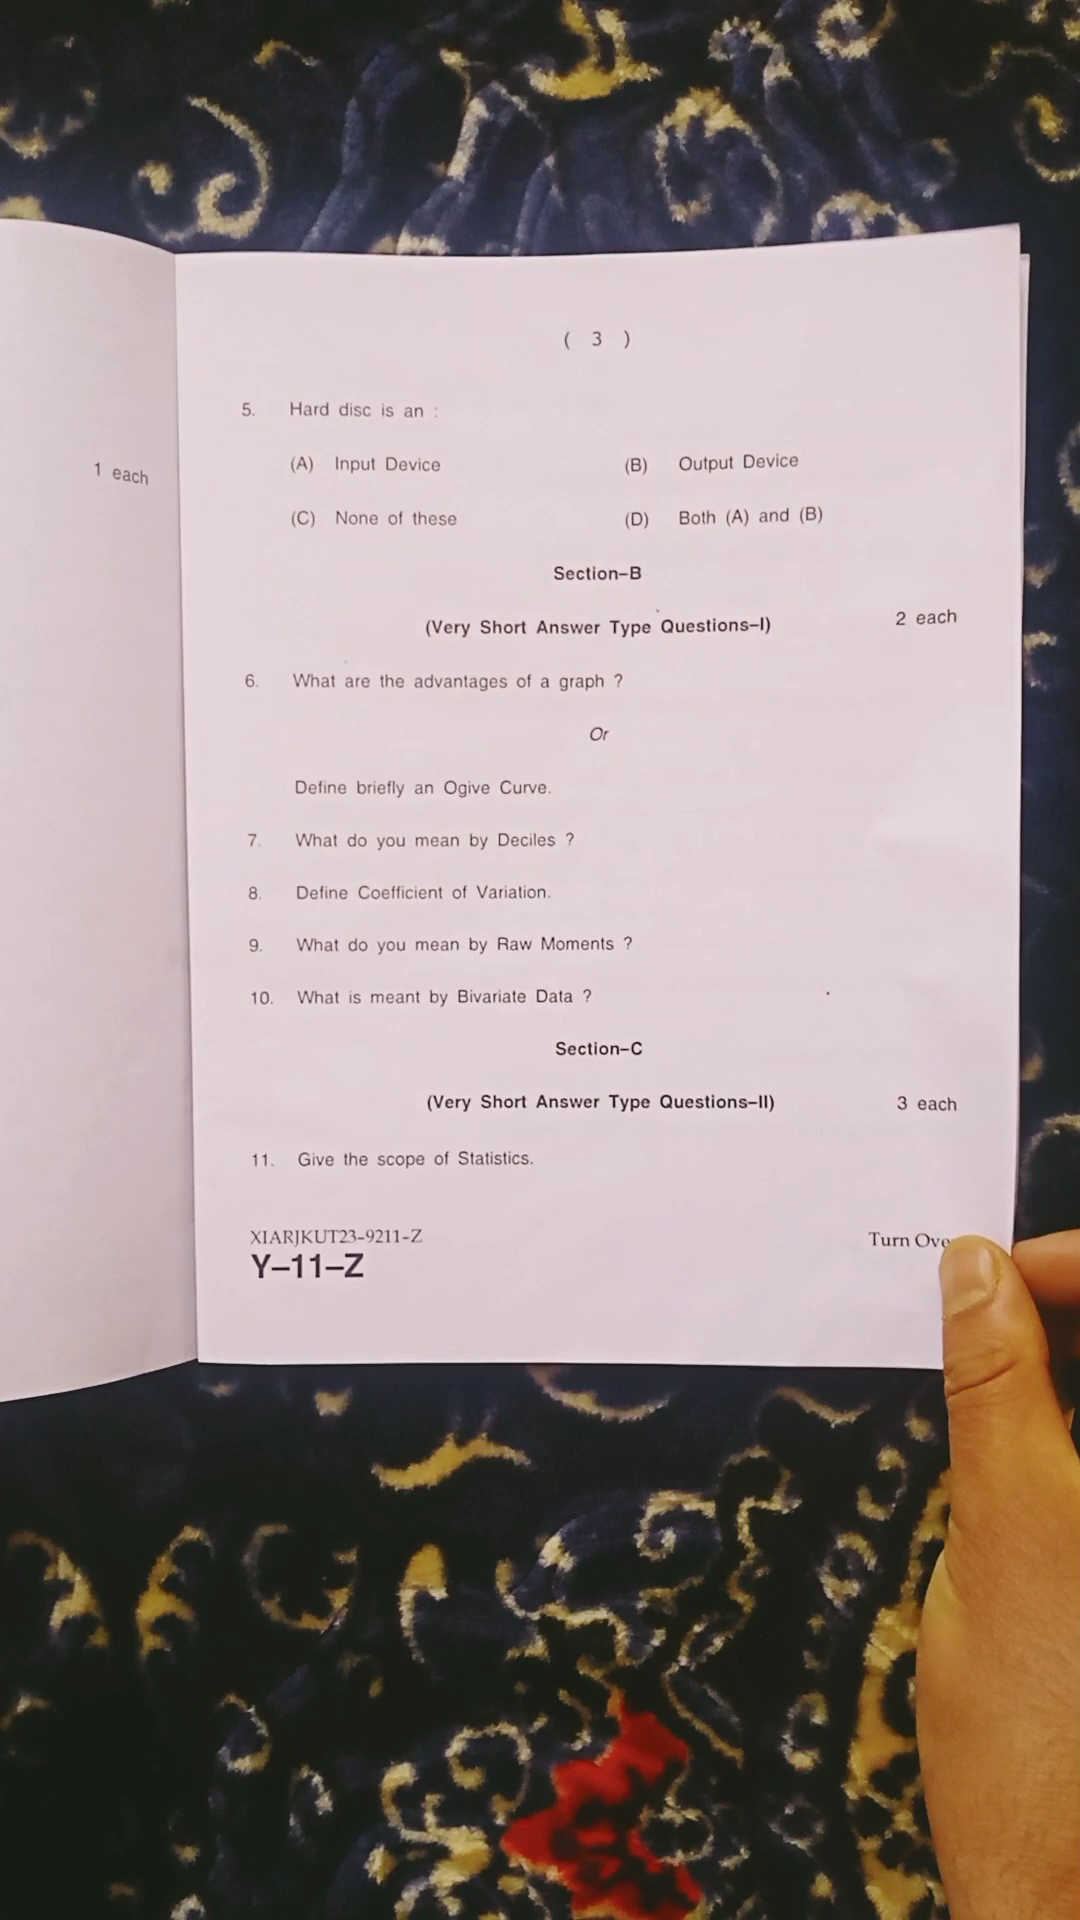 1 each
( 3 )
5. Hard disc is an :
(A) Input Device (B) Output Device
(C) None of these (D) Both (A) and (B)
Section–B
(Very Short Answer Type Questions–I) 2 each
6. What are the advantages of a graph ?
Or
Define briefly an Ogive Curve.
7. What do you mean by Deciles ?
8. Define Coefficient of Variation.
9. What do you mean by Raw Moments ?
10. What is meant by Bivariate Data ?
Section–C
(Very Short Answer Type Questions–II) 3 each
11. Give the scope of Statistics.
XIARJKUT23–9211–Z Turn Ove
Y–11–Z